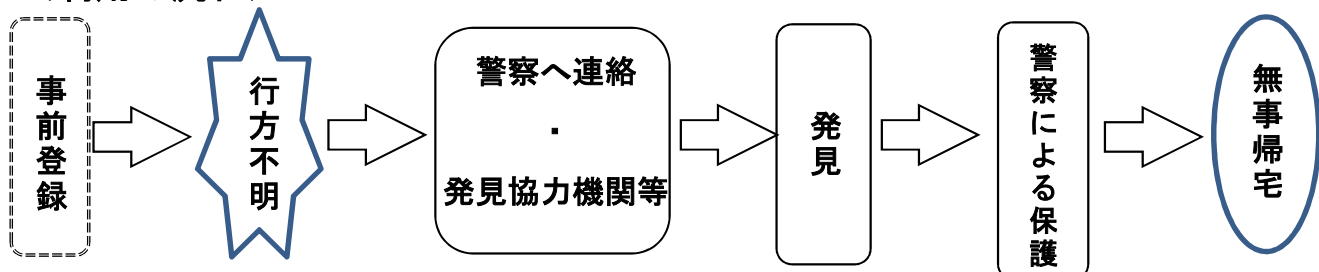 事前登録
行方不明
警察へ連絡
・
発見協力機関等
発見
警察による保護
無事帰宅